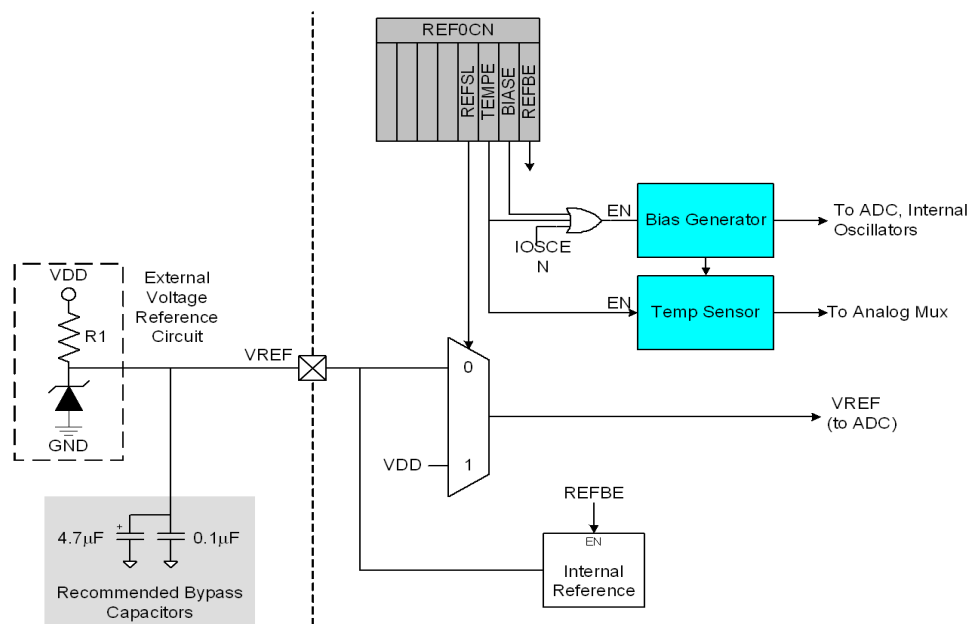 REF0CN
REFSL
TEMPE
BIASE
REFBE
EN
Bias Generator
To ADC, Internal
Oscillators
IOSCE
N
EN
Temp Sensor
To Analog Mux
VDD
R1
GND
External
Voltage
Reference
Circuit
VREF
0
VREF
(to ADC)
VDD
1
REFBE
EN
Internal
Reference
4.7µF
+
0.1µF
Recommended Bypass
Capacitors